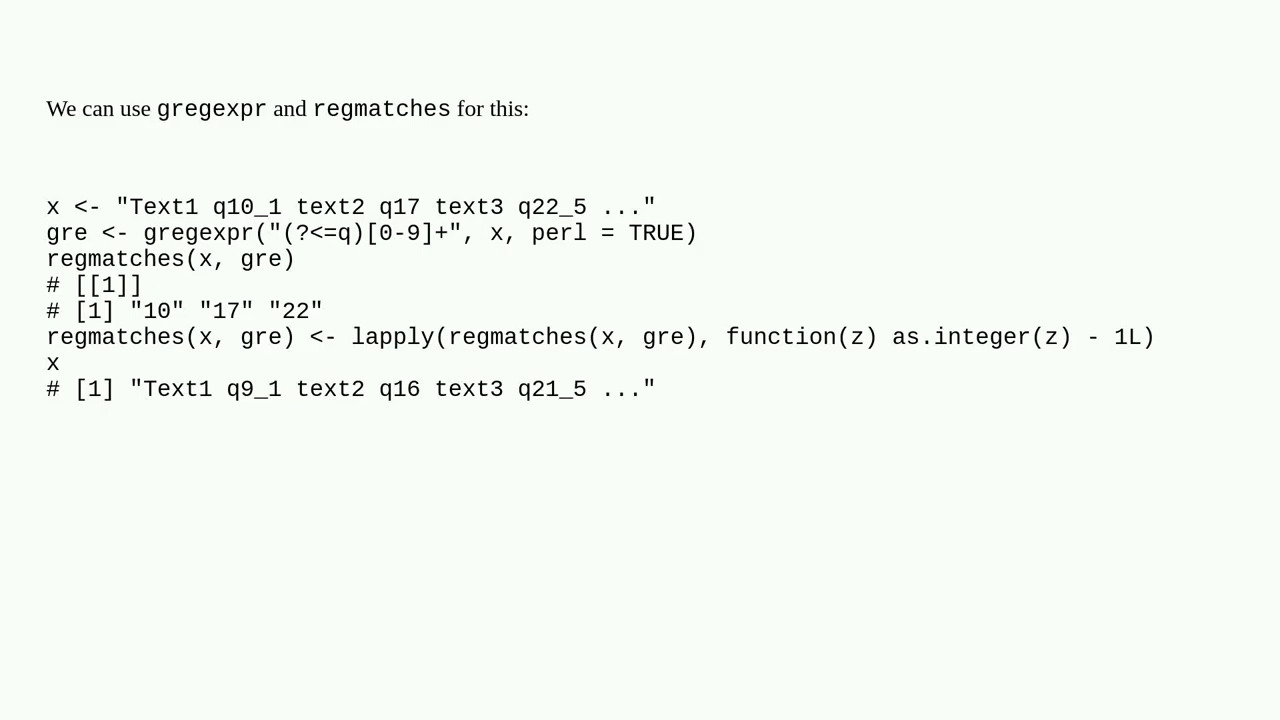 We can use gregexpr and regmatches for this:
x <- "Text1 q10_1 text2 q17 text3 q22_5 ..."
gre <- gregexpr("(?<=q)[0-9]+", x, perl = TRUE)
regmatches(x, gre)
# [[1]]
# [1] "10" "17" "22"
regmatches(x, gre) <- lapply(regmatches(x, gre), function(z) as.integer(z) - 1L)
x
# [1] "Text1 q9_1 text2 q16 text3 q21_5 ..."